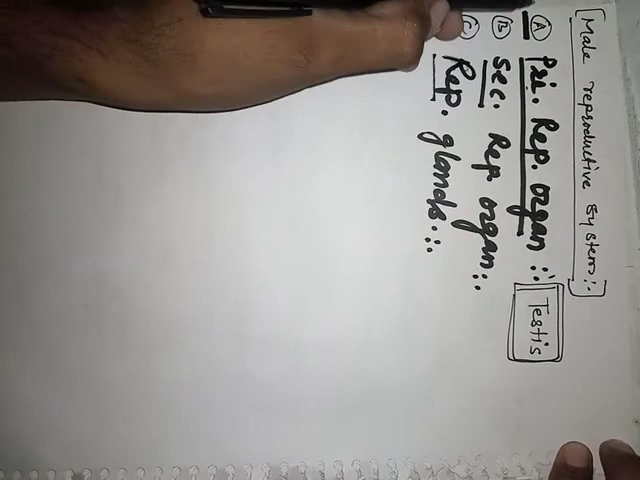 [Male reproductive system:-]
Ⓐ Pri. Rep. organ :: Testis
Ⓑ Sec. Rep. organ ::
Ⓒ Rep. glands ::